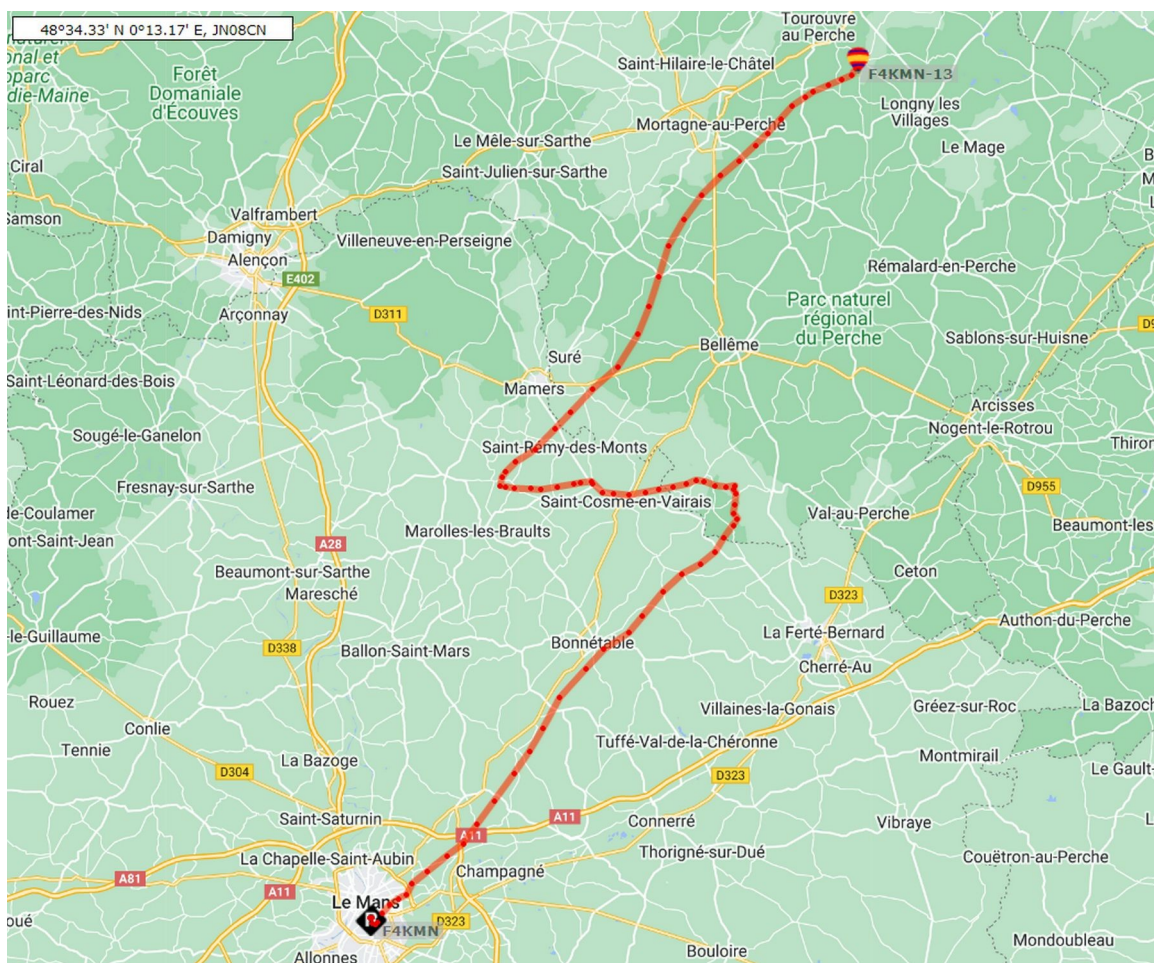 48°34.33' N 0°13.17' E, JN08CN
Tourouvre
au Perche
Saint-Hilaire-le-Châtel
F4KMN-13
onal et
oparc
die-Maine
Forêt
Domaniale
d'Écouves
Longny les
Villages
Mortagne-au-Perche
Le Mêle-sur-Sarthe
Le Mage
Ciral
Saint-Julien-sur-Sarthe
Samson
Valframbert
Damigny
Alençon
Villeneuve-en-Perseigne
E402
Rémalard-en-Perche
int-Pierre-des-Nids
Arçonnay
D311
Parc naturel
régional
du Perche
Sablons-sur-Huisne
Bellême
Suré
Mamers
Saint-Léonard-des-Bois
Arcisses
Nogent-le-Rotrou
Sougé-le-Ganelon
Saint-Rémy-des-Monts
Thiron
Fresnay-sur-Sarthe
D955
Saint-Cosme-en-Vairais
de-Coulamer
Val-au-Perche
Beaumont-les-
Marolles-les-Braults
ont-Saint-Jean
A28
Beaumont-sur-Sarthe
Maresché
Ceton
D323
-le-Guillaume
Authon-du-Perche
La Ferté-Bernard
D338
Ballon-Saint-Mars
Bonnétable
Cherré-Au
Rouez
Villaines-la-Gonais
Gréez-sur-Roc
La Bazoch
Conlie
Tennie
Tuffé-Val-de-la-Chéronne
Montmirail
La Bazoge
D304
D323
Le Gault-
Saint-Saturnin
A11
A11
Connerré
Vibraye
La Chapelle-Saint-Aubin
Thorigné-sur-Dué
Couëtron-au-Perche
Champagné
A81
A11
A11
Le Mans
oué
F4KMN
D323
Mondoubleau
Bouloire
Allonnes